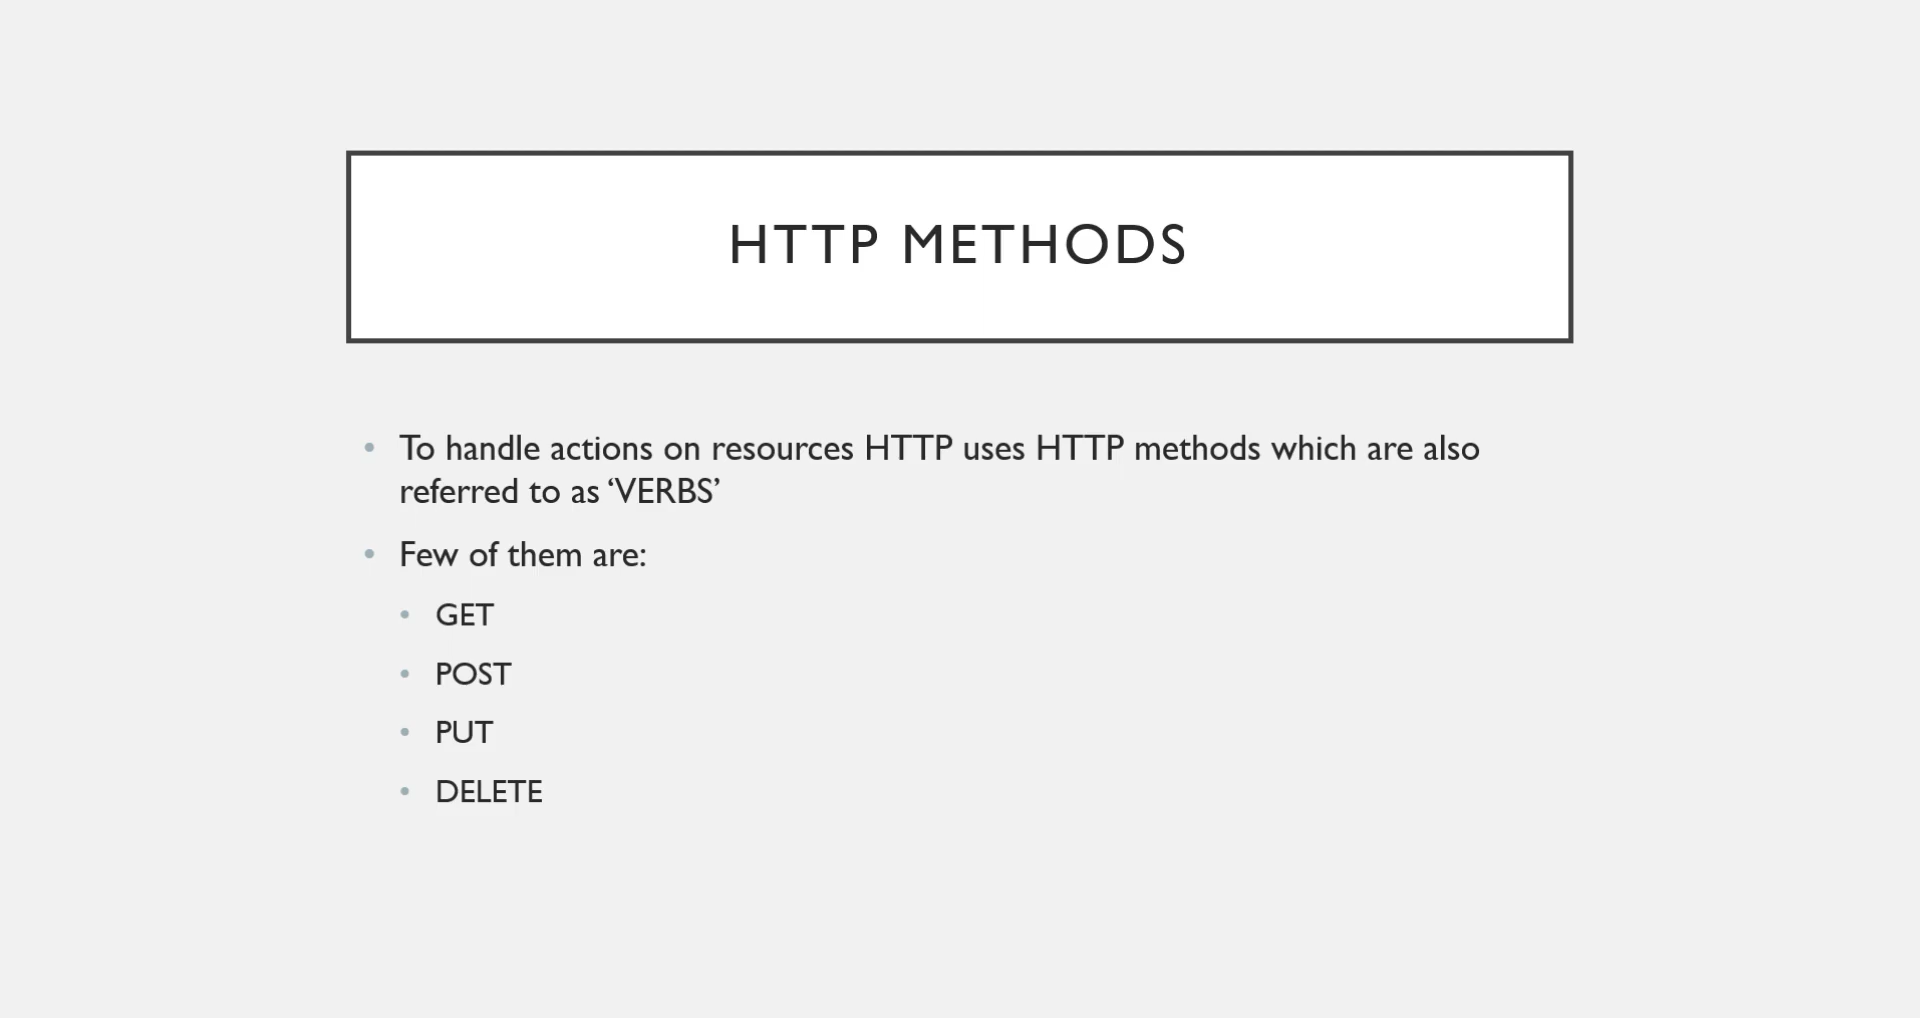 HTTP METHODS
• To handle actions on resources HTTP uses HTTP methods which are also
referred to as ‘VERBS’
• Few of them are:
• GET
• POST
• PUT
• DELETE